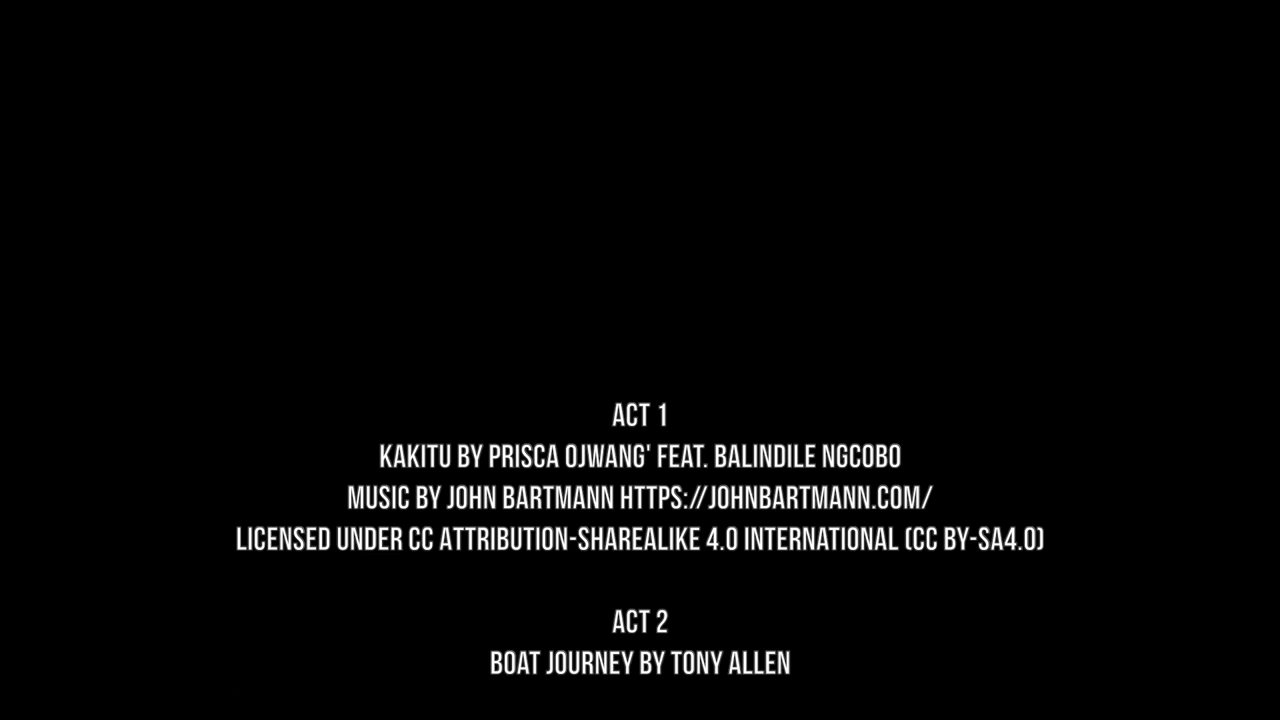 ACT 1
KAKITU BY PRISCA OJWANG' FEAT. BALINDILE NGCOBO
MUSIC BY JOHN BARTMANN HTTPS://JOHNBARTMANN.COM/
LICENSED UNDER CC ATTRIBUTION-SHAREALIKE 4.0 INTERNATIONAL (CC BY-SA4.0)
ACT 2
BOAT JOURNEY BY TONY ALLEN